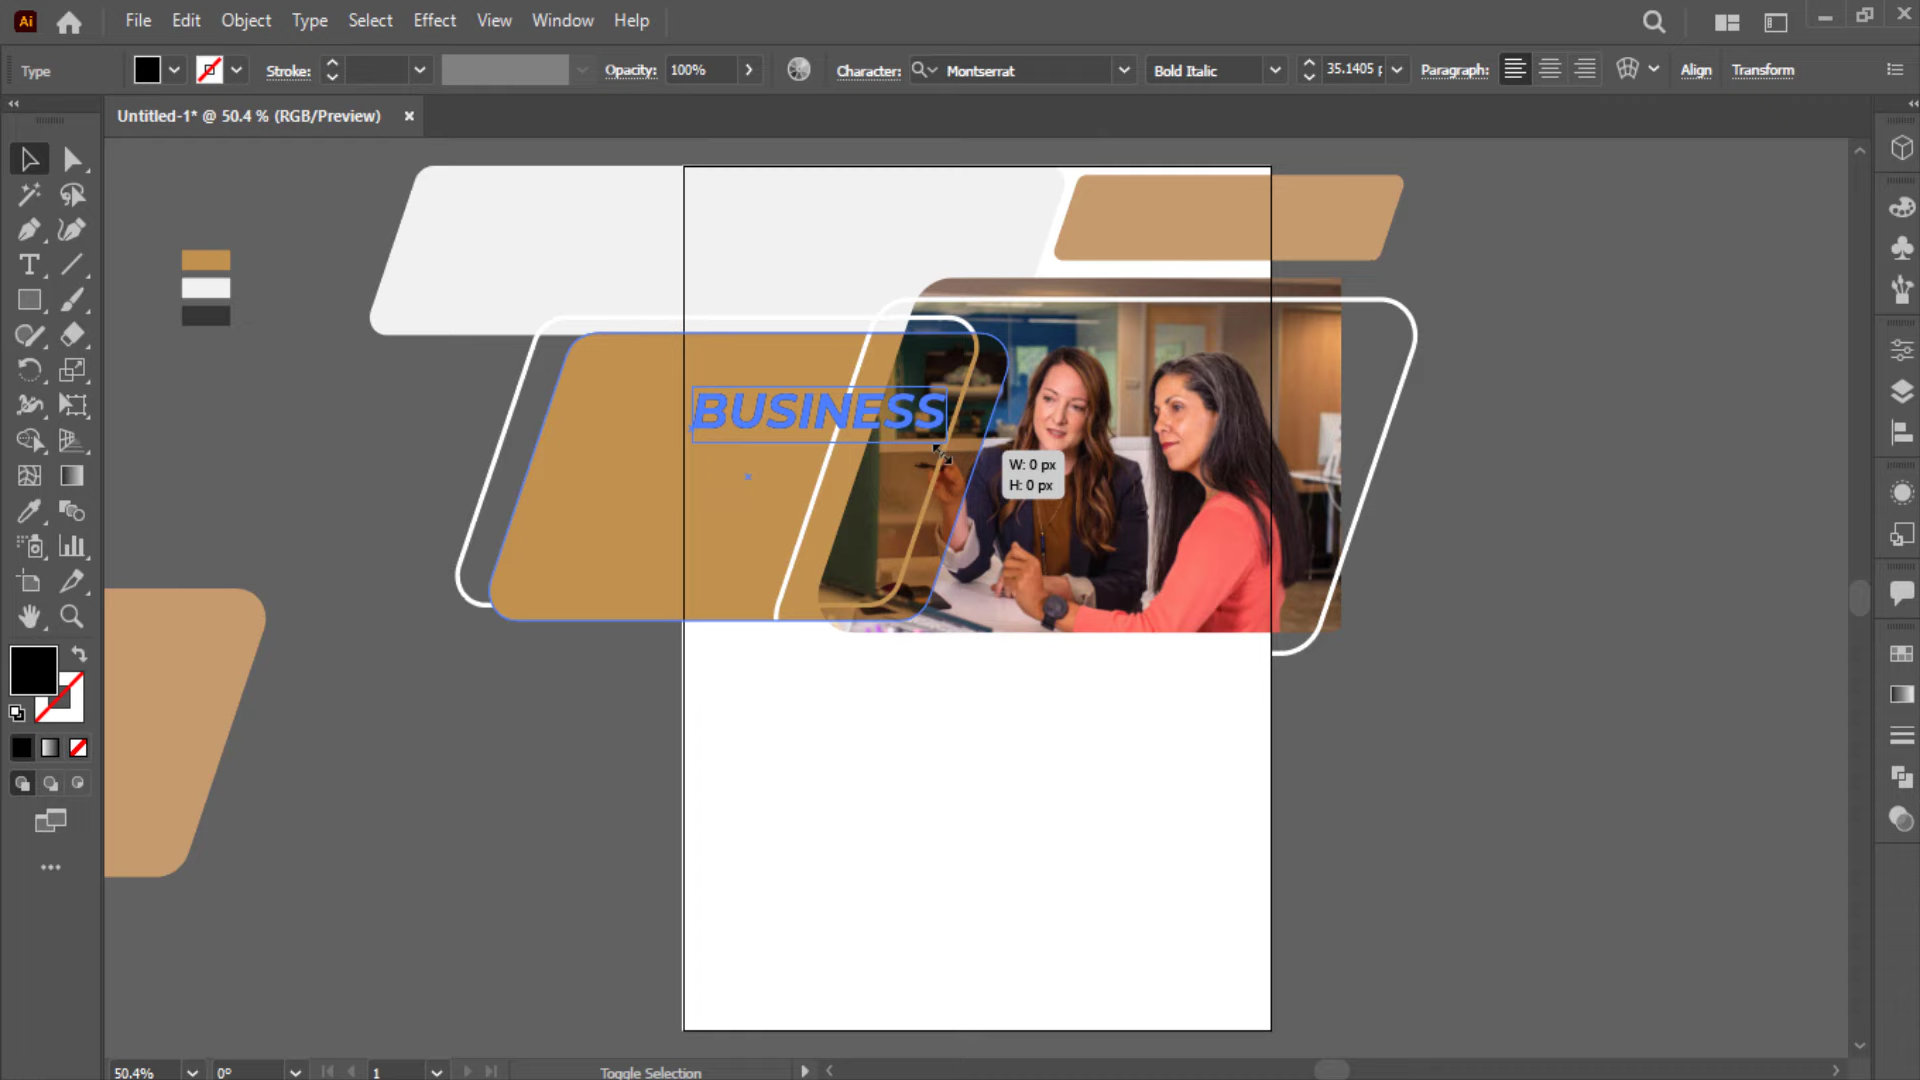 Ai File Edit Object Type Select Effect View Window Help
Type Stroke: Opacity: 100% Character: Montserrat Bold Italic 35.1405 p Paragraph: Align Transform
Untitled-1* @ 50.4 % (RGB/Preview) ×
BUSINESS
W: 0 px
H: 0 px
50.4% 0° 1 Toggle Selection